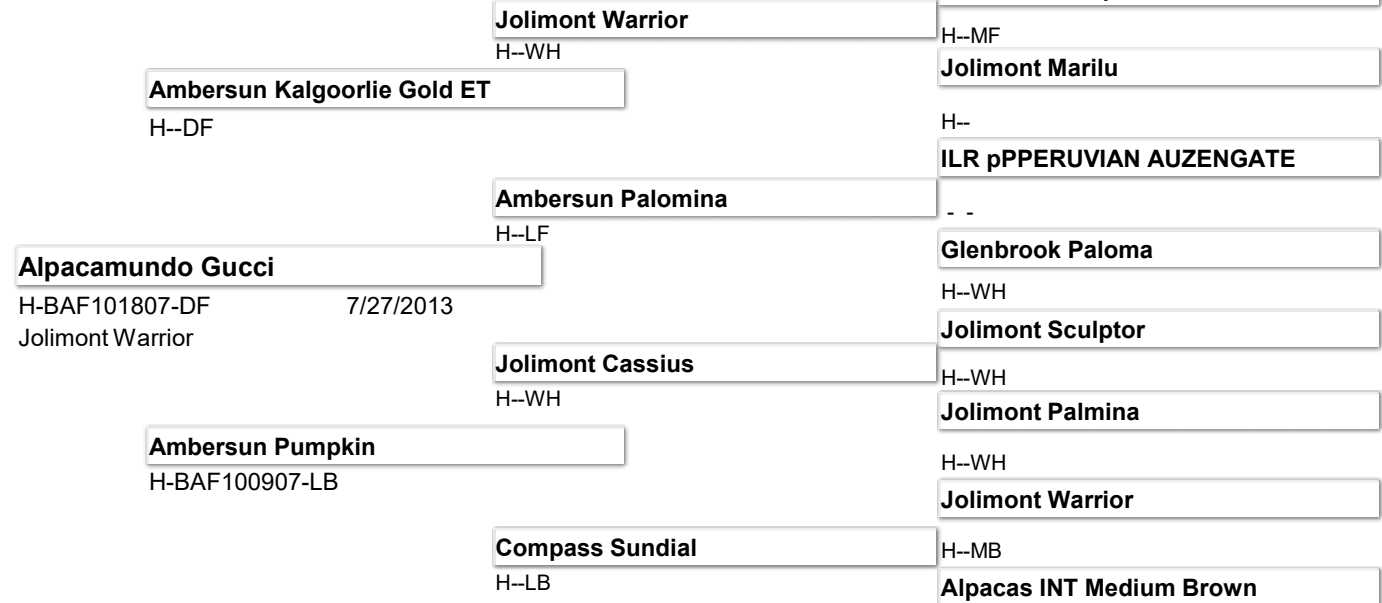 Jolimont Warrior
H--WH
H--MF
Jolimont Marilu
Ambersun Kalgoorlie Gold ET
H--DF
H--
ILR pPPERUVIAN AUZENGATE
Ambersun Palomina
H--LF
- -
Glenbrook Paloma
Alpacamundo Gucci
H-BAF101807-DF 7/27/2013
Jolimont Warrior
H--WH
Jolimont Sculptor
Jolimont Cassius
H--WH
H--WH
Jolimont Palmina
Ambersun Pumpkin
H-BAF100907-LB
H--WH
Jolimont Warrior
Compass Sundial
H--LB
H--MB
Alpacas INT Medium Brown